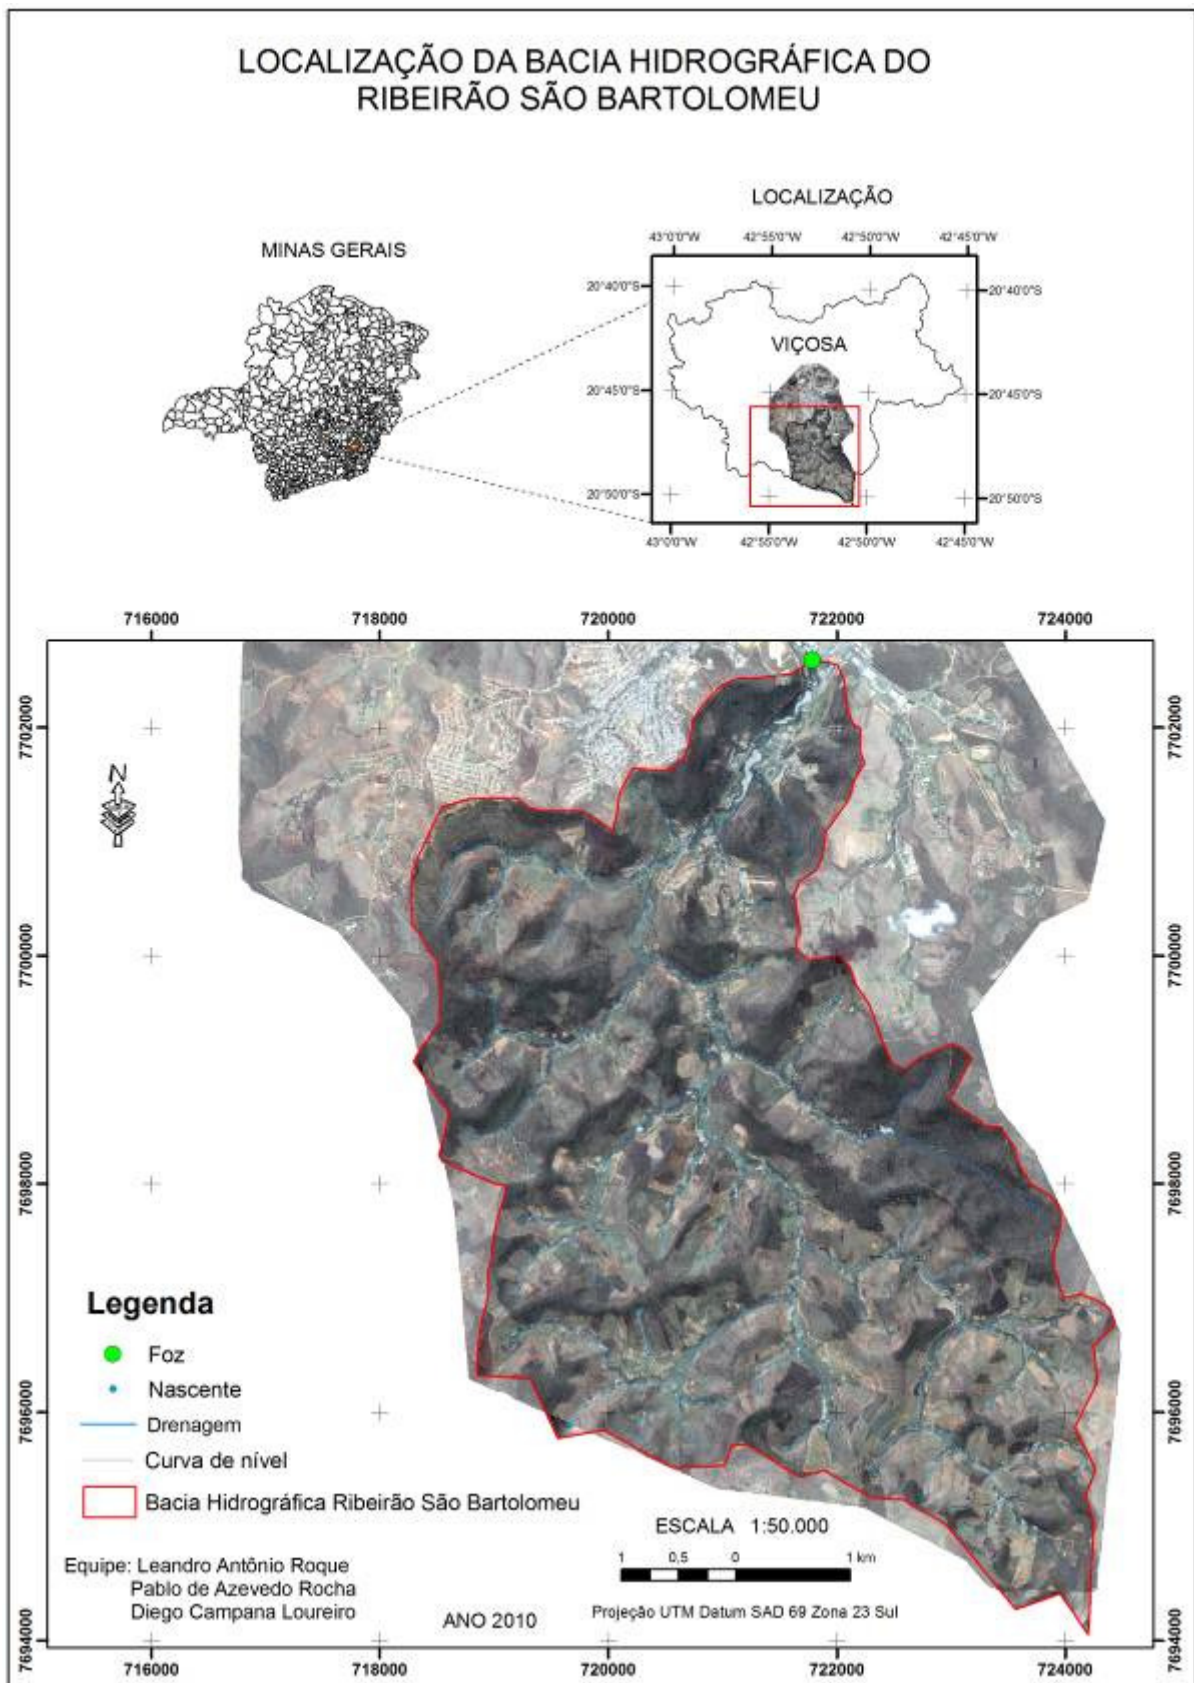 LOCALIZAÇÃO DA BACIA HIDROGRÁFICA DO
RIBEIRÃO SÃO BARTOLOMEU
LOCALIZAÇÃO
MINAS GERAIS
43°0'0"W 42°55'0"W 42°50'0"W 42°45'0"W
20°40'0"S 20°40'0"S
VIÇOSA
20°45'0"S 20°45'0"S
20°50'0"S 20°50'0"S
43°0'0"W 42°55'0"W 42°50'0"W 42°45'0"W
716000 718000 720000 722000 724000
7702000 7702000
N
7700000 7700000
7698000 7698000
Legenda
Foz
Nascente
7696000 7696000
Drenagem
Curva de nível
Bacia Hidrográfica Ribeirão São Bartolomeu
ESCALA 1:50.000
1 0,5 0 1 km
Equipe: Leandro Antônio Roque
Pablo de Azevedo Rocha
Diego Campana Loureiro
ANO 2010
Projeção UTM Datum SAD 69 Zona 23 Sul
7694000 7694000
716000 718000 720000 722000 724000